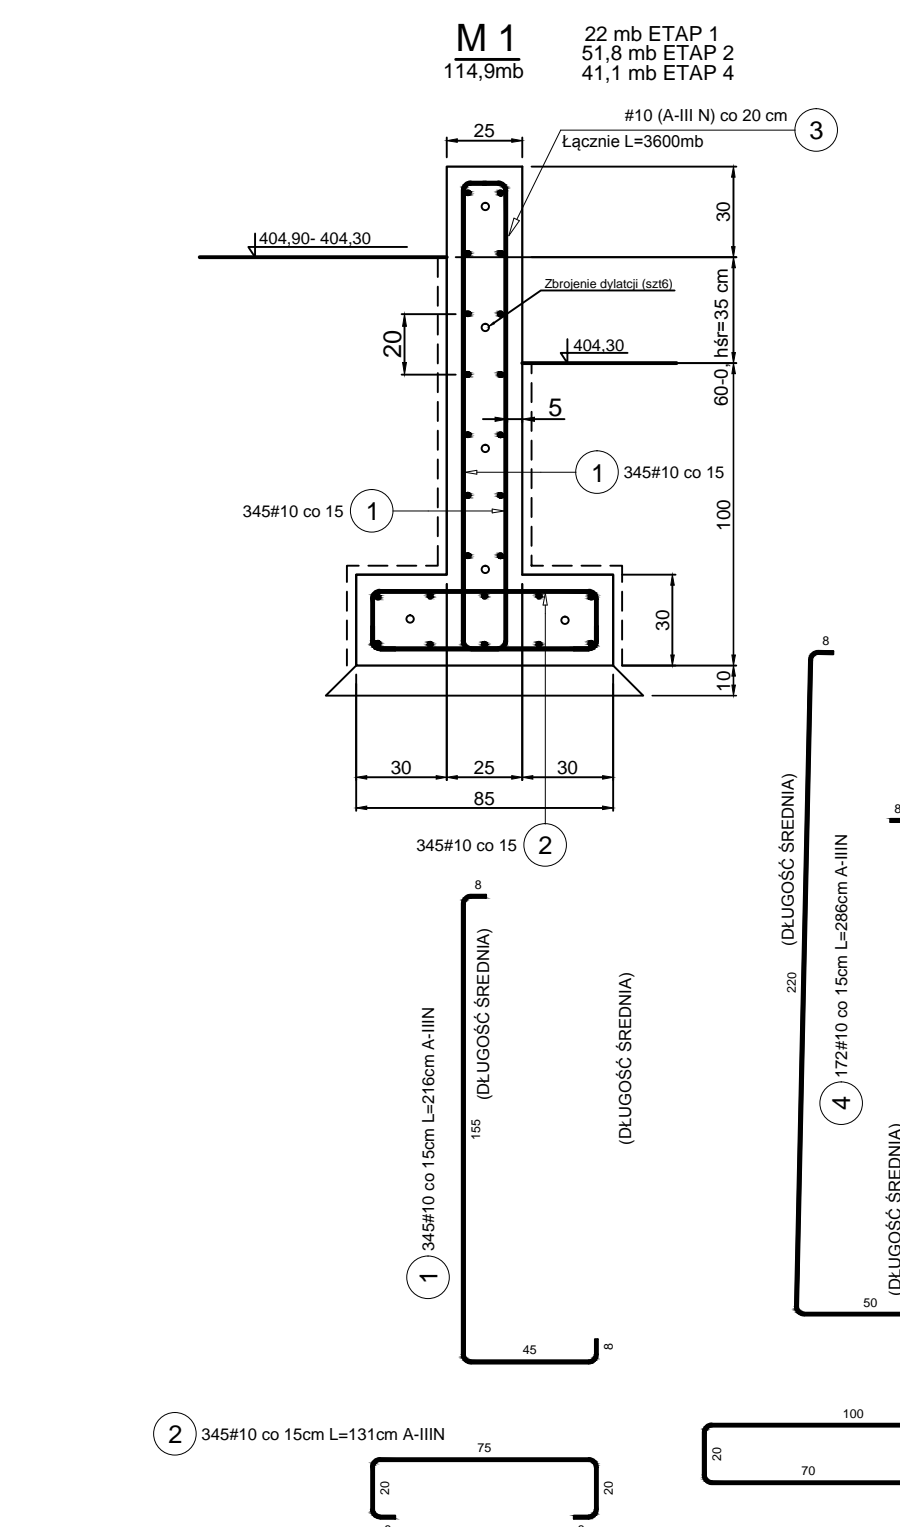 M 1
114,9mb
22 mb ETAP 1
51,8 mb ETAP 2
41,1 mb ETAP 4
#10 (A-III N) co 20 cm
3
Łącznie L=3600mb
25
30
404,90- 404,30
Zbrojenie dylatcji (szt6)
60-0, hśr=35 cm
20
404,30
5
1
345#10 co 15
345#10 co 15
1
100
30
10
30
25
30
85
345#10 co 15
2
8
(DŁUGOŚĆ ŚREDNIA)
220
4
172#10 co 15cm L=286cm A-IIIN
8
(DŁUGOŚĆ ŚREDNIA)
50
8
(DŁUGOŚĆ ŚREDNIA)
(DŁUGOŚĆ ŚREDNIA)
1
345#10 co 15cm L=216cm A-IIIN
155
45
8
2
345#10 co 15cm L=131cm A-IIIN
75
20
20
100
20
70